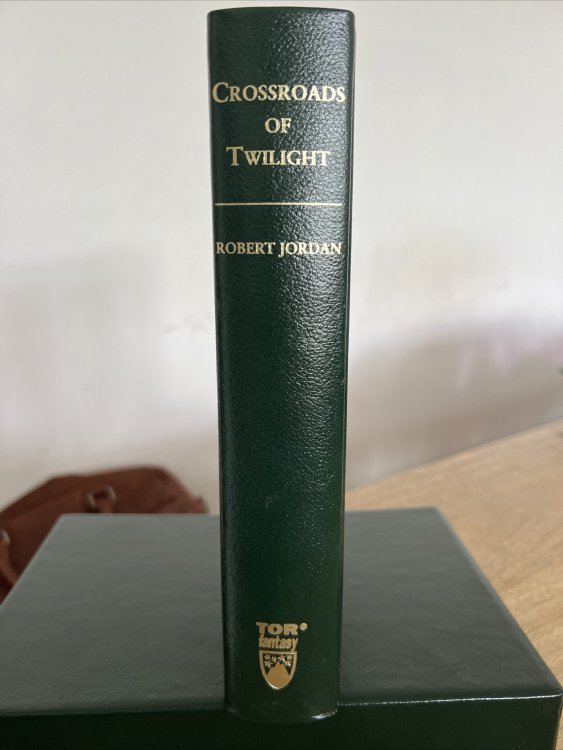 CROSSROADS
OF
TWILIGHT
ROBERT JORDAN
TOR®
fantasy